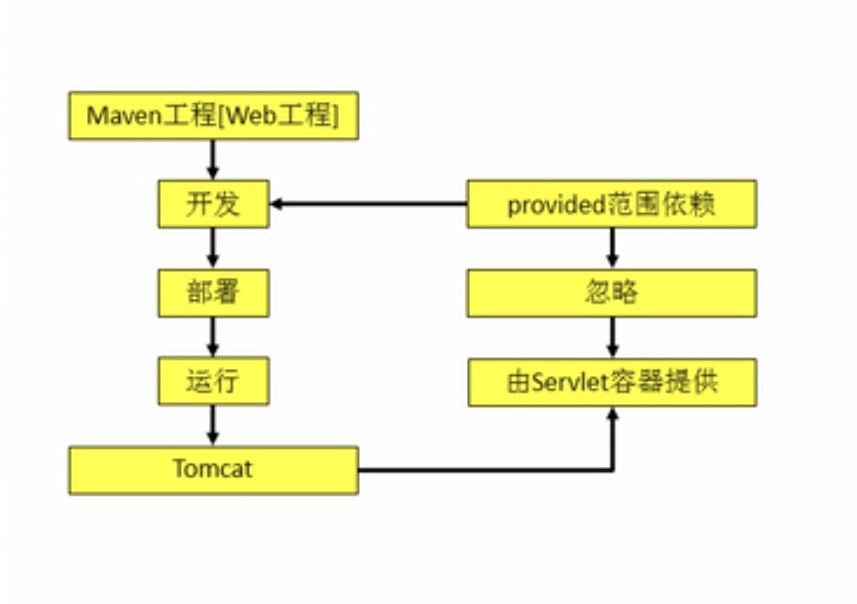 Maven工程[Web工程]
开发
provided范围依赖
部署
忽略
运行
由Servlet容器提供
Tomcat